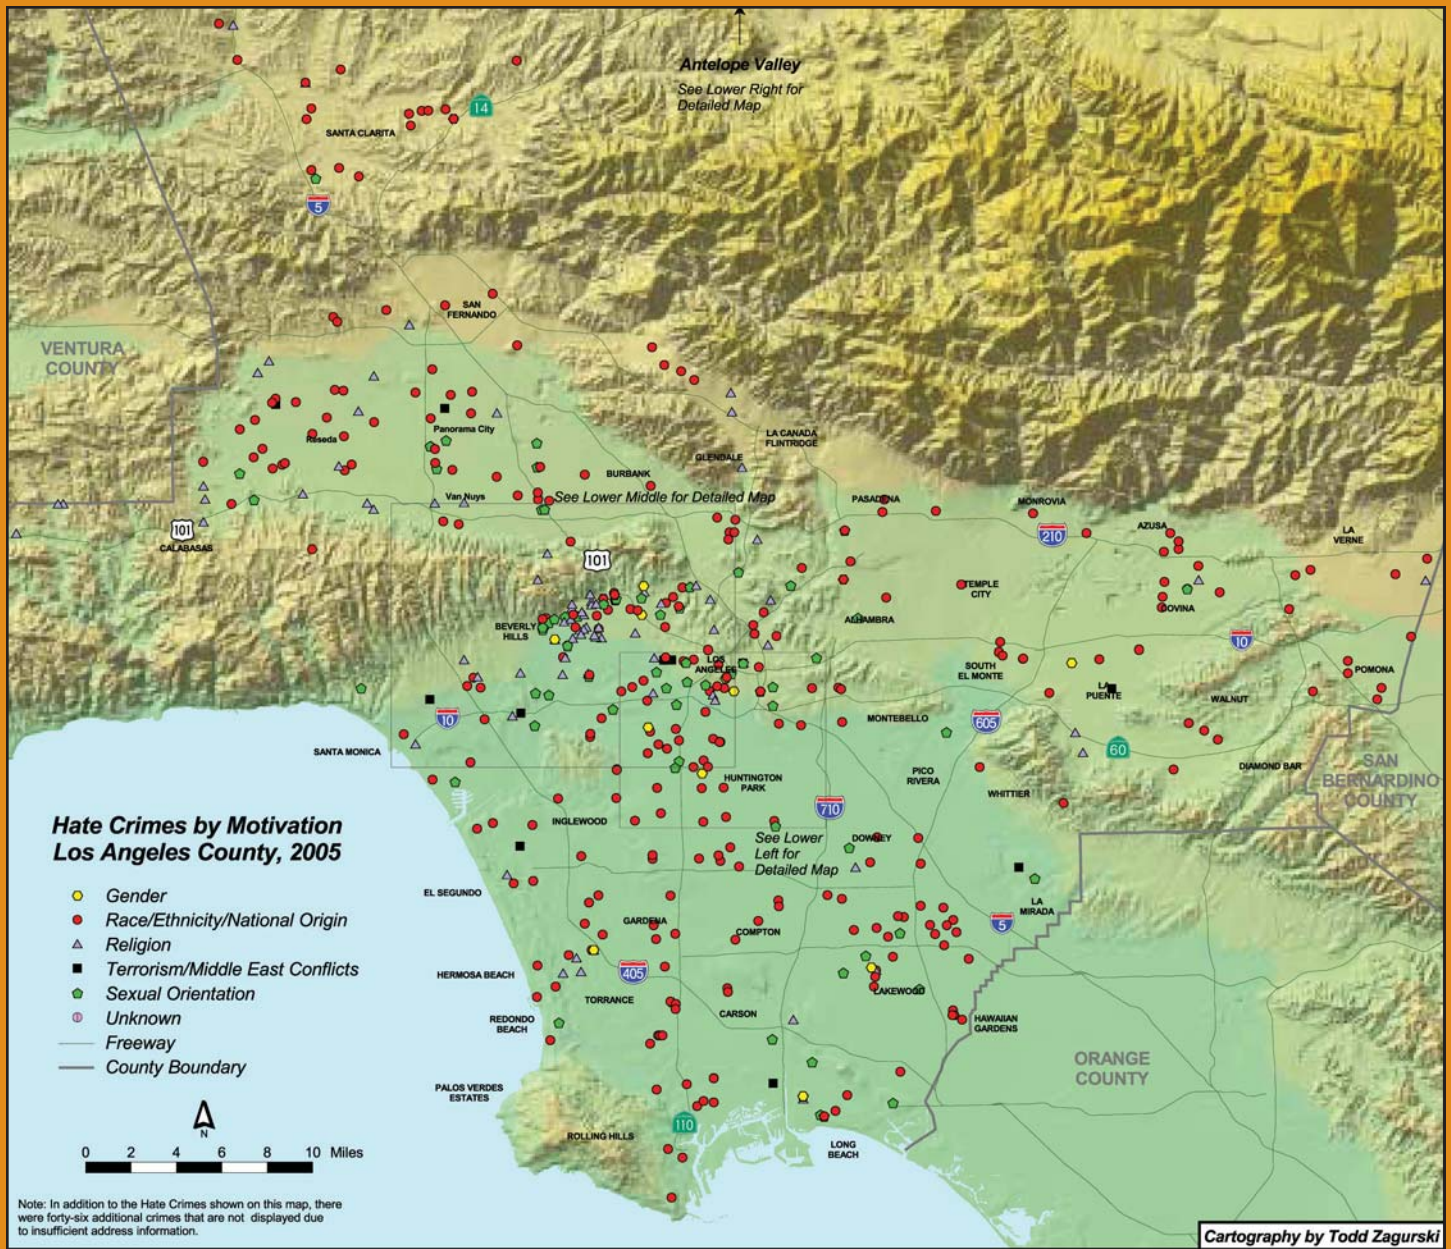 Antelope Valley
See Lower Right for
Detailed Map
14
SANTA CLARITA
5
SAN
FERNANDO
VENTURA
COUNTY
LA CANADA
FLINTRIDGE
Panorama City
Reseda
GLENDALE
BURBANK
Van Nuys
See Lower Middle for Detailed Map
PASADENA
MONROVIA
AZUSA
LA
VERNE
101
CALABASAS
210
101
TEMPLE
CITY
COVINA
ALHAMBRA
BEVERLY
HILLS
10
LOS
ANGELES
SOUTH
EL MONTE
POMONA
LA
PUENTE
WALNUT
10
MONTEBELLO
605
SANTA MONICA
60
HUNTINGTON
PARK
PICO
RIVERA
DIAMOND BAR
SAN
BERNARDINO
COUNTY
WHITTIER
710
INGLEWOOD
Hate Crimes by Motivation
Los Angeles County, 2005
See Lower
Left for
Detailed Map
DOWNEY
EL SEGUNDO
LA
MIRADA
GARDENA
COMPTON
5
Gender
Race/Ethnicity/National Origin
Religion
Terrorism/Middle East Conflicts
Sexual Orientation
Unknown
Freeway
County Boundary
HERMOSA BEACH
405
LAKEWOOD
TORRANCE
CARSON
REDONDO
BEACH
HAWAIIAN
GARDENS
ORANGE
COUNTY
PALOS VERDES
ESTATES
110
ROLLING HILLS
LONG
BEACH
N
0 2 4 6 8 10 Miles
Note: In addition to the Hate Crimes shown on this map, there
were forty-six additional crimes that are not displayed due
to insufficient address information.
Cartography by Todd Zagurski